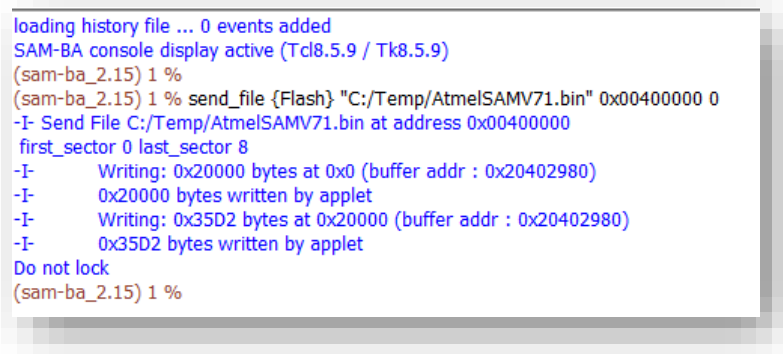 loading history file ... 0 events added
SAM-BA console display active (Tcl8.5.9 / Tk8.5.9)
(sam-ba_2.15) 1 %
(sam-ba_2.15) 1 % send_file {Flash} "C:/Temp/AtmelSAMV71.bin" 0x00400000 0
-I- Send File C:/Temp/AtmelSAMV71.bin at address 0x00400000
first_sector 0 last_sector 8
-I- Writing: 0x20000 bytes at 0x0 (buffer addr : 0x20402980)
-I- 0x20000 bytes written by applet
-I- Writing: 0x35D2 bytes at 0x20000 (buffer addr : 0x20402980)
-I- 0x35D2 bytes written by applet
Do not lock
(sam-ba_2.15) 1 %